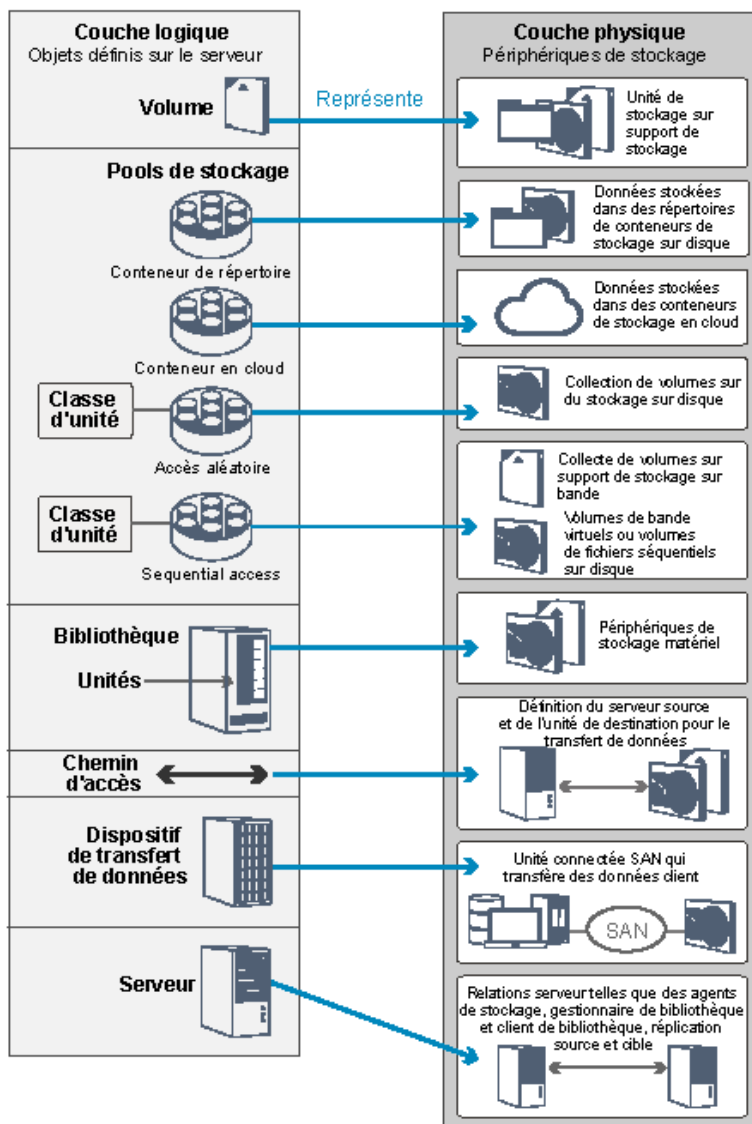 Couche logique
Objets définis sur le serveur
Volume
Représente
Couche physique
Périphériques de stockage
Unité de
stockage sur
support de
stockage
Pools de stockage
Conteneur de répertoire
Données stockées
dans des répertoires
de conteneurs de
stockage sur disque
Conteneur en cloud
Données stockées
dans des conteneurs
de stockage en cloud
Classe
d'unité
Accès aléatoire
Collection de volumes sur
du stockage sur disque
Classe
d'unité
Sequential access
Collecte de volumes sur
support de stockage sur
bande
Volumes de bande
virtuels ou volumes
de fichiers séquentiels
sur disque
Bibliothèque
Unités
Périphériques de
stockage matériel
Chemin
d'accès
Définition du serveur source
et de l'unité de destination pour le
transfert de données
Dispositif
de transfert
de données
Unité connectée SAN qui
transfère des données client
SAN
Serveur
Relations serveur telles que des agents
de stockage, gestionnaire de bibliothèque
et client de bibliothèque, réplication
source et cible